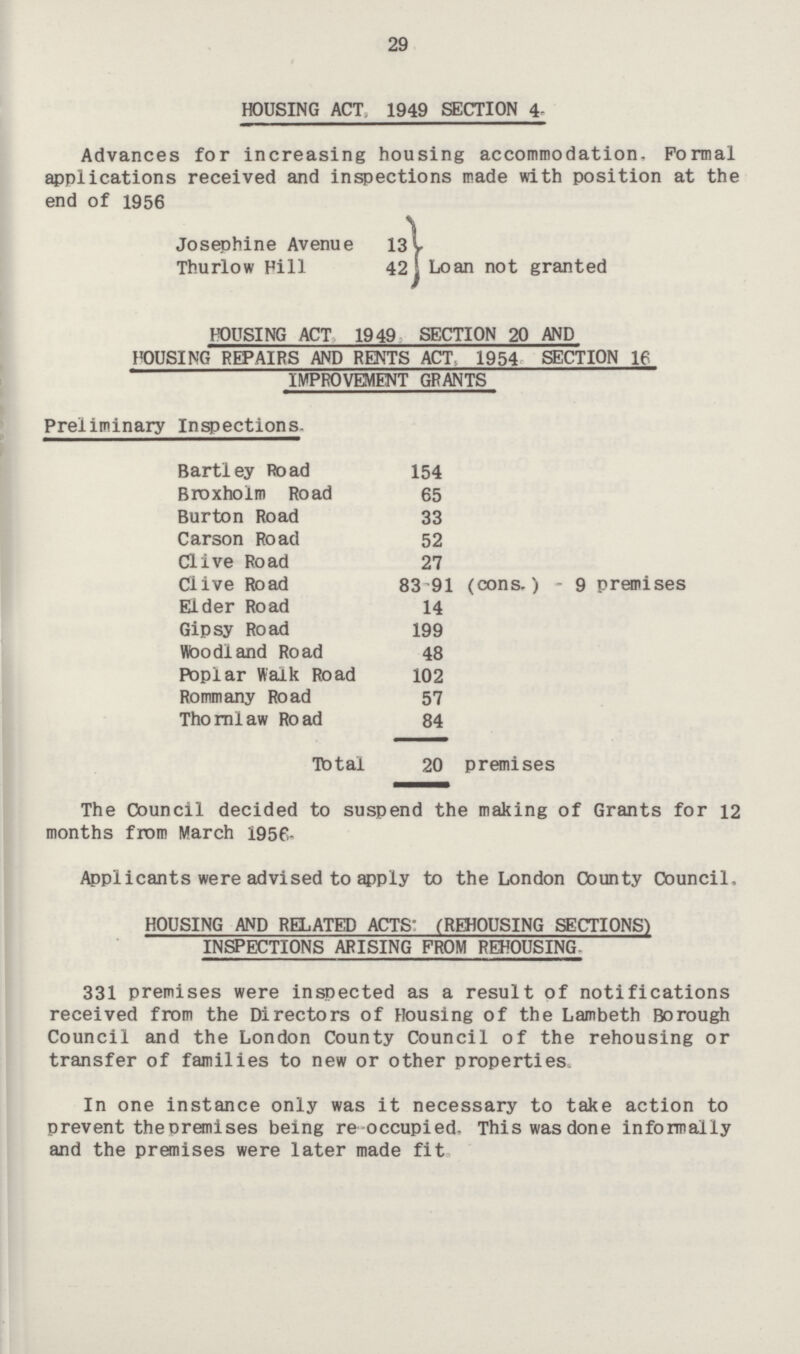 29
HOUSING ACT, 1949 SECTION 4.
Advances for increasing housing accommodation. Formal
applications received and inspections made with position at the
end of 1956
Josephine Avenue 13
Thurlow Hill 42 } Loan not granted
HOUSING ACT, 1949, SECTION 20 AND
HOUSING REPAIRS AND RENTS ACT, 1954 SECTION 16
IMPROVEMENT GRANTS
Preliminary Inspections.
Bartley Road 154
Broxholm Road 65
Burton Road 33
Carson Road 52
Clive Road 27
Clive Road 83-91 (cons.) - 9 premises
Elder Road 14
Gipsy Road 199
Woodland Road 48
Poplar Walk Road 102
Rommany Road 57
Thornlaw Road 84
Total 20 premises
The Council decided to suspend the making of Grants for 12
months from March 1956.
Applicants were advised to apply to the London County Council.
HOUSING AND RELATED ACTS: (REHOUSING SECTIONS)
INSPECTIONS ARISING FROM REHOUSING.
331 premises were inspected as a result of notifications
received from the Directors of Housing of the Lambeth Borough
Council and the London County Council of the rehousing or
transfer of families to new or other properties.
In one instance only was it necessary to take action to
prevent the premises being re-occupied. This was done informally
and the premises were later made fit.